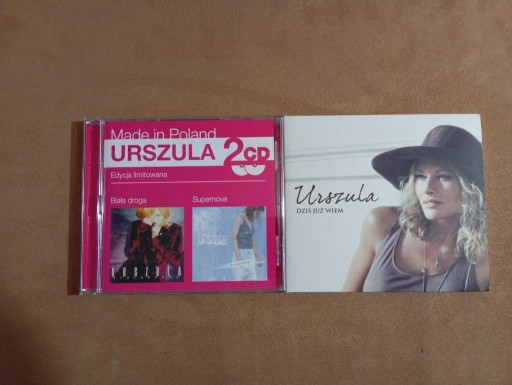 Made in Poland
URSZULA 2CD
Edycja limitowana
Biała droga
Supernova
U.R.S.Z.U.L.A
Urszula
DZIŚ JUŻ WIEM